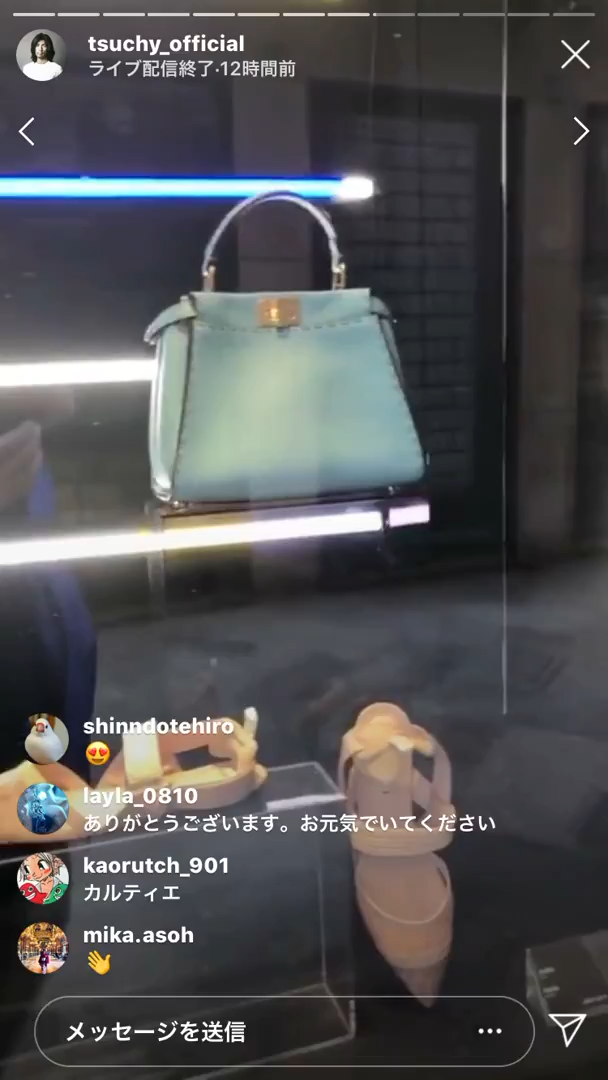 tsuchy_official
ライブ配信終了·12時間前
shinndotehiro
😍
layla_0810
ありがとうございます。お元気でいてください
kaorutch_901
カルティエ
mika.asoh
👋
メッセージを送信